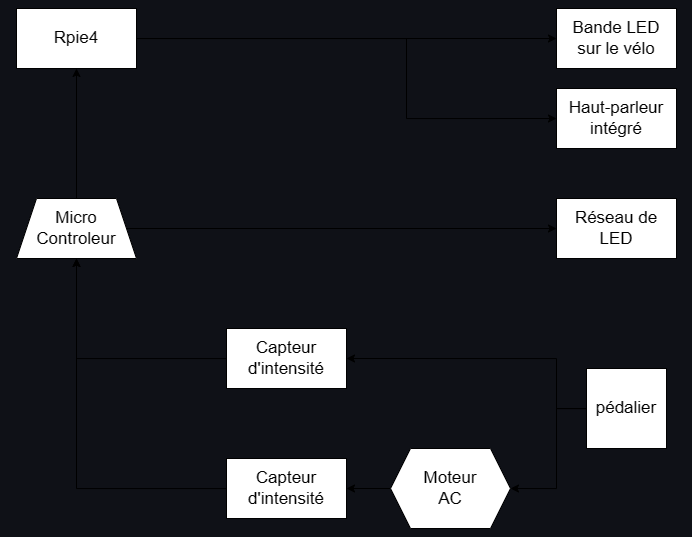 Rpie4
Bande LED
sur le vélo
Haut-parleur
intégré
Micro
Controleur
Réseau de
LED
Capteur
d'intensité
pédalier
Capteur
d'intensité
Moteur
AC